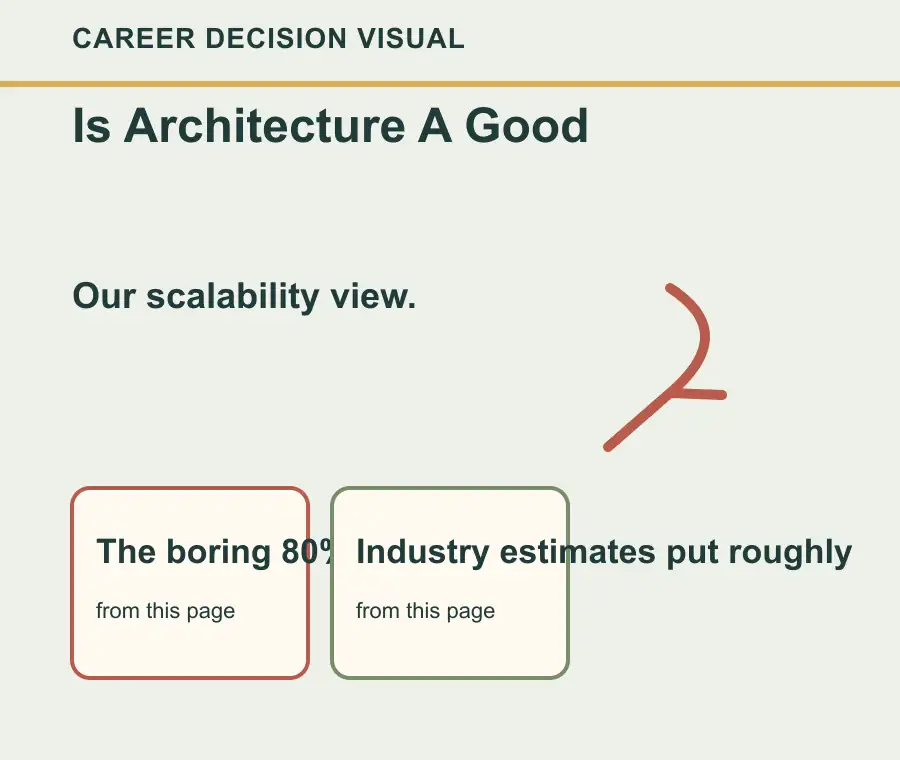 CAREER DECISION VISUAL
Is Architecture A Good
Our scalability view.
The boring 80%
Industry estimates put roughly
from this page
from this page